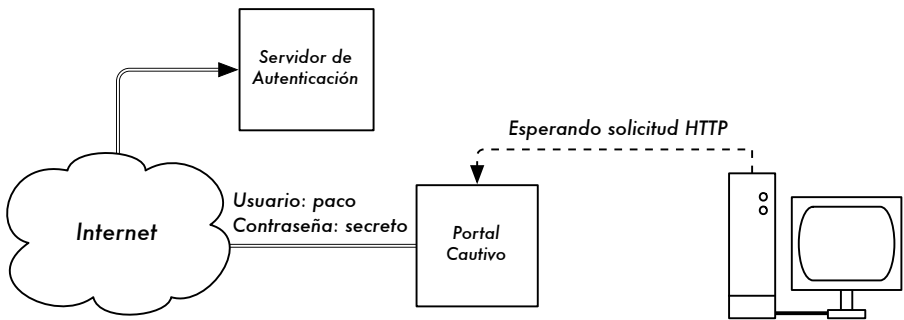 Servidor de
Autenticación
Esperando solicitud HTTP
Usuario: paco
Contraseña: secreto
Internet
Portal
Cautivo